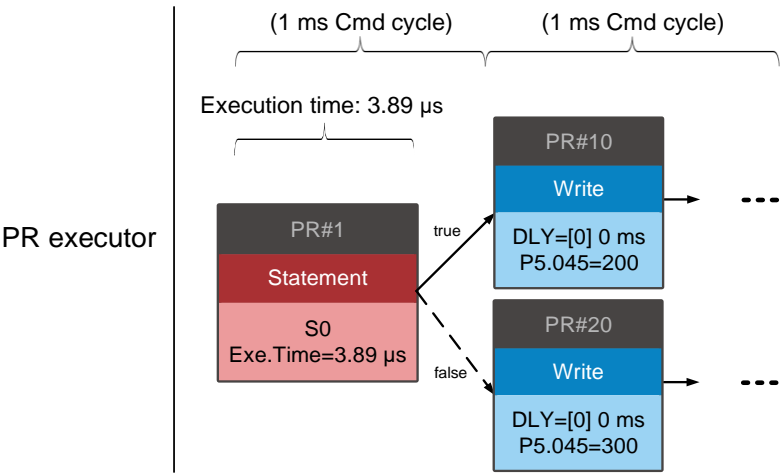 (1 ms Cmd cycle)
(1 ms Cmd cycle)
Execution time: 3.89 µs
PR executor
PR#1
Statement
S0
Exe.Time=3.89 µs
true
false
PR#10
Write
DLY=[0] 0 ms
P5.045=200
PR#20
Write
DLY=[0] 0 ms
P5.045=300